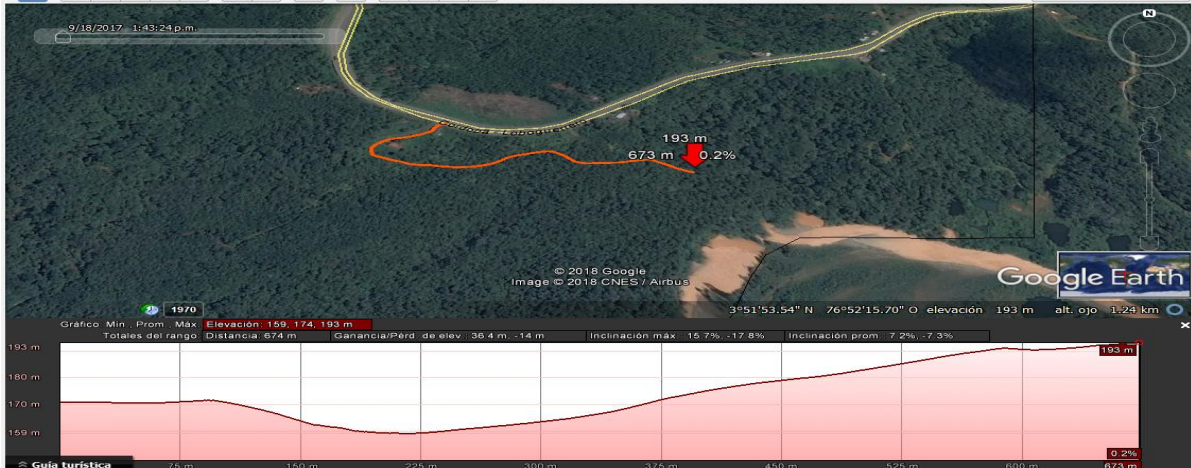 9/18/2017 1:43:24 p.m.
N
193 m
673 m 0.2%
© 2018 Google
Image © 2018 CNES / Airbus
Google Earth
1970
3°51'53.54" N 76°52'15.70" O elevación 193 m alt. ojo 1.24 km
Gráfico Min., Prom. Máx Elevación: 159, 174, 193 m
Totales del rango: Distancia: 674 m Ganancia/Pérd. de elev.: 36.4 m, -14 m Inclinación máx.: 15.7%, -17.8% Inclinación prom.: 7.2%, -7.3%
193 m
193 m
180 m
170 m
159 m
0.2%
Guía turística 75 m 150 m 225 m 300 m 375 m 450 m 525 m 600 m 673 m